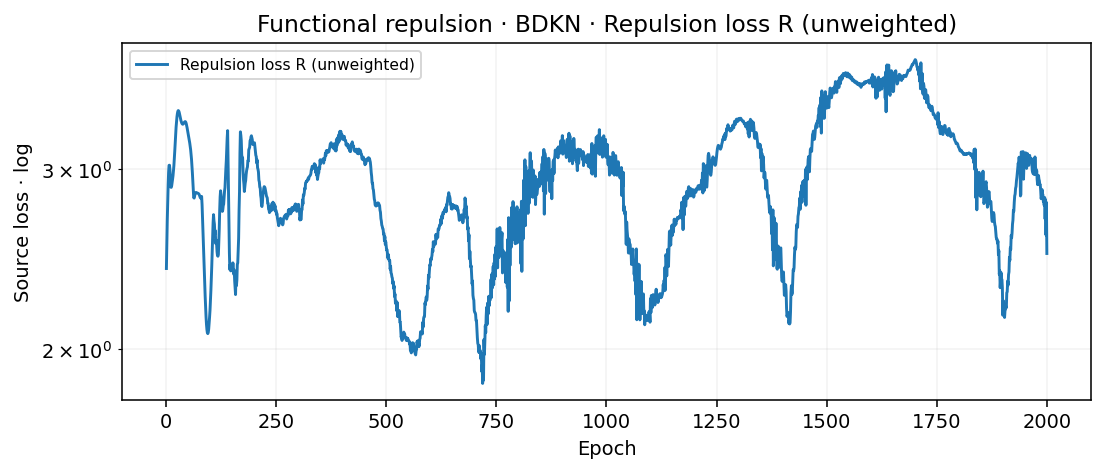 Functional repulsion · BDKN · Repulsion loss R (unweighted)
Repulsion loss R (unweighted)
Source loss · log
3 × 10⁰
2 × 10⁰
0 250 500 750 1000 1250 1500 1750 2000
Epoch